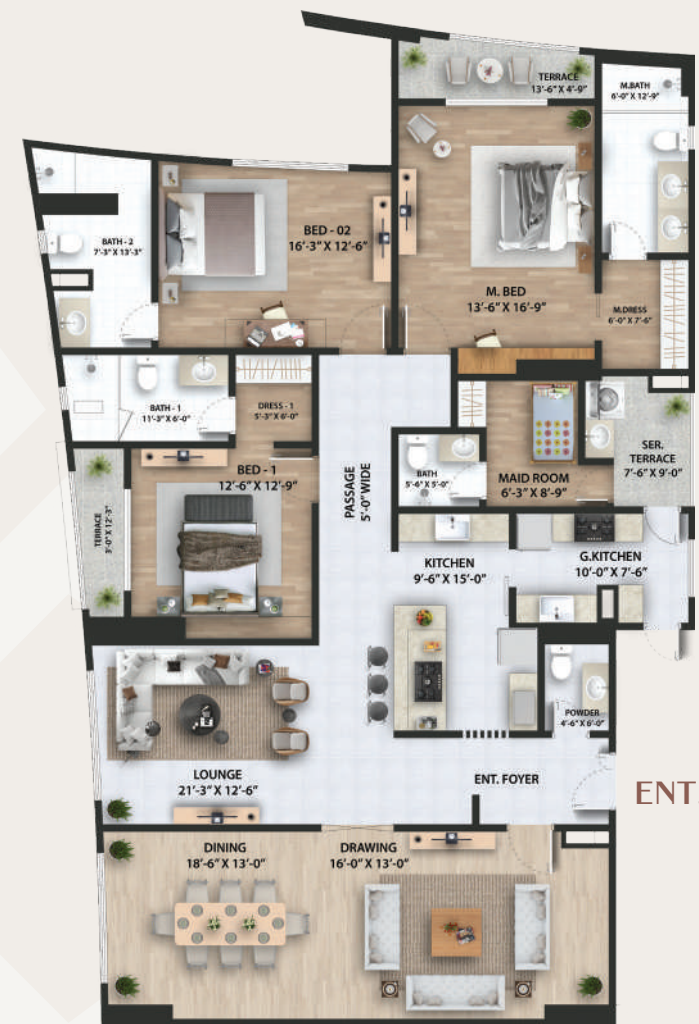 TERRACE
13'-6" X 4'-9"
M.BATH
6'-0" X 12'-9"
BED - 02
16'-3" X 12'-6"
BATH - 2
7'-3" X 13'-3"
M. BED
13'-6" X 16'-9"
M.DRESS
6'-0" X 7'-6"
BATH - 1
11'-3" X 6'-0"
DRESS - 1
5'-3" X 6'-0"
BED - 1
12'-6" X 12'-9"
PASSAGE
5'-0" WIDE
BATH
5'-6" X 5'-0"
MAID ROOM
6'-3" X 8'-9"
SER.
TERRACE
7'-6" X 9'-0"
TERRACE
3'-0" X 12'-3"
KITCHEN
9'-6" X 15'-0"
G.KITCHEN
10'-0" X 7'-6"
POWDER
4'-6" X 6'-0"
LOUNGE
21'-3" X 12'-6"
ENT. FOYER
ENT
DINING
18'-6" X 13'-0"
DRAWING
16'-0" X 13'-0"